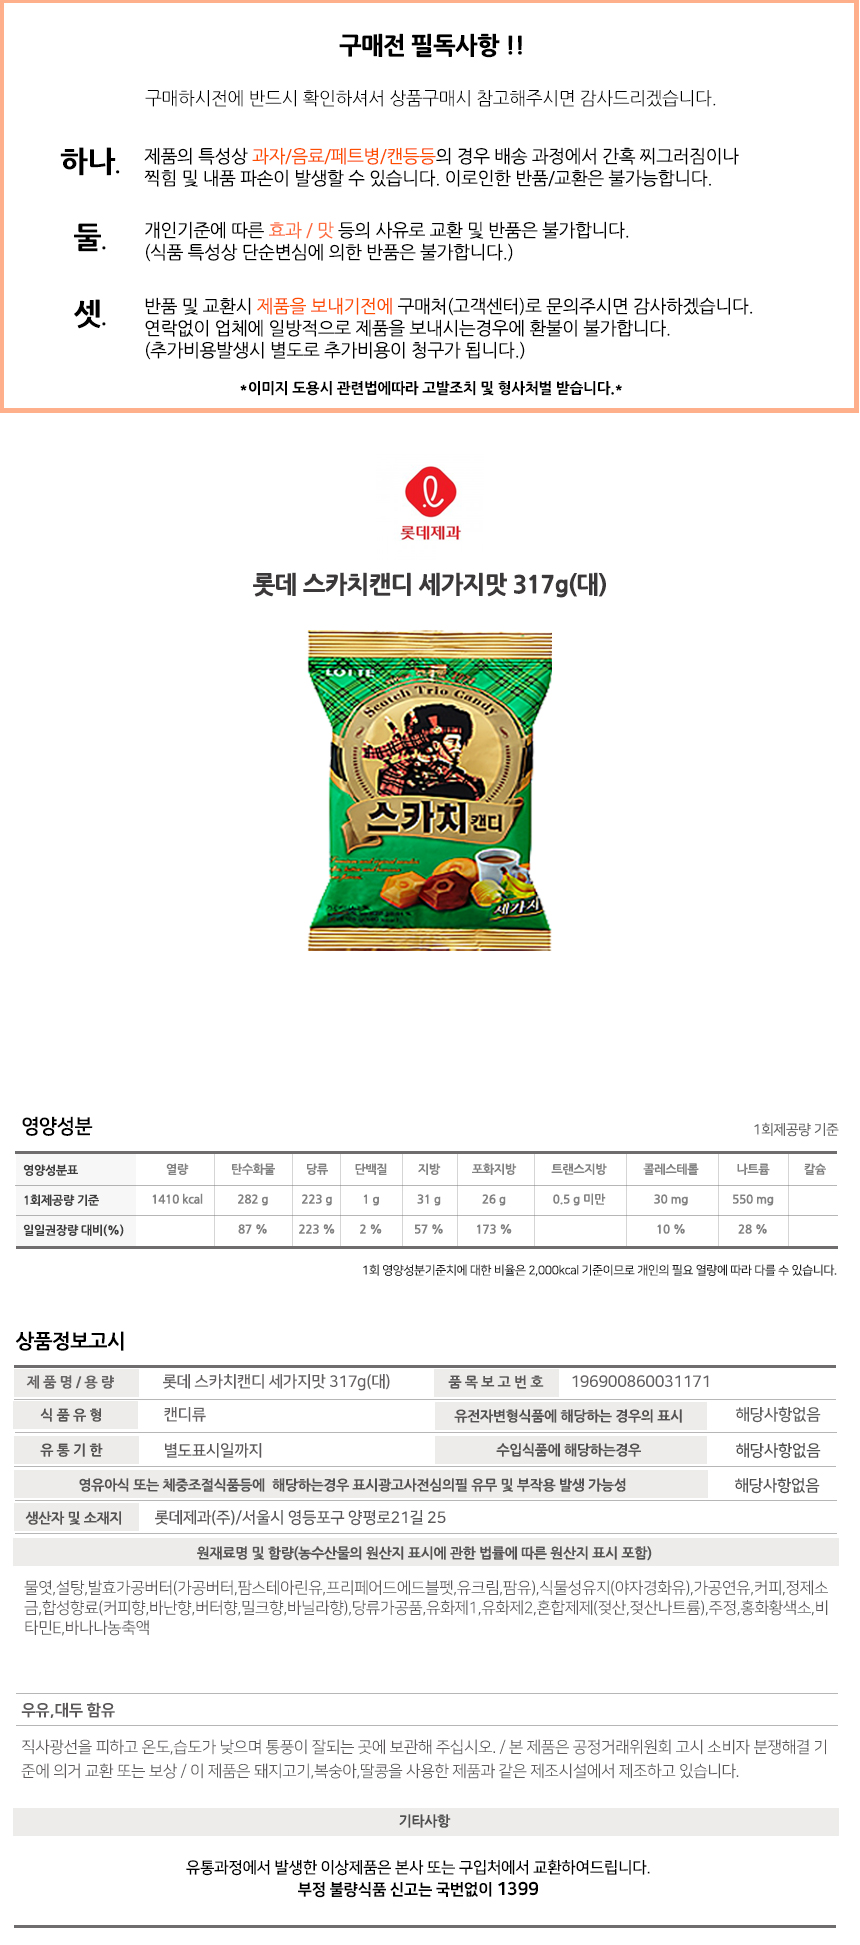 구매전 필독사항 !!
구매하시전에 반드시 확인하셔서 상품구매시 참고해주시면 감사드리겠습니다.
하나. 제품의 특성상 과자/음료/페트병/캔등등의 경우 배송 과정에서 간혹 찌그러짐이나
찍힘 및 내품 파손이 발생할 수 있습니다. 이로인한 반품/교환은 불가능합니다.
둘. 개인기준에 따른 효과 / 맛 등의 사유로 교환 및 반품은 불가합니다.
(식품 특성상 단순변심에 의한 반품은 불가합니다.)
셋. 반품 및 교환시 제품을 보내기전에 구매처(고객센터)로 문의주시면 감사하겠습니다.
연락없이 업체에 일방적으로 제품을 보내시는경우에 환불이 불가합니다.
(추가비용발생시 별도로 추가비용이 청구가 됩니다.)
*이미지 도용시 관련법에따라 고발조치 및 형사처벌 받습니다.*
롯데제과
롯데 스카치캔디 세가지맛 317g(대)
LOTTE
Scotch Trio Candy
스카치 캔디
세가지
영양성분
1회제공량 기준
영양성분표 열량 탄수화물 당류 단백질 지방 포화지방 트랜스지방 콜레스테롤 나트륨 칼슘
1회제공량 기준 1410 kcal 282 g 223 g 1 g 31 g 26 g 0.5 g 미만 30 mg 550 mg
일일권장량 대비(%) 87 % 223 % 2 % 57 % 173 % 10 % 28 %
1회 영양성분기준치에 대한 비율은 2,000kcal 기준이므로 개인의 필요 열량에 따라 다를 수 있습니다.
상품정보고시
제 품 명 / 용 량 롯데 스카치캔디 세가지맛 317g(대) 품 목 보 고 번 호 196900860031171
식 품 유 형 캔디류 유전자변형식품에 해당하는 경우의 표시 해당사항없음
유 통 기 한 별도표시일까지 수입식품에 해당하는경우 해당사항없음
영유아식 또는 체중조절식품등에 해당하는경우 표시광고사전심의필 유무 및 부작용 발생 가능성 해당사항없음
생산자 및 소재지 롯데제과(주)/서울시 영등포구 양평로21길 25
원재료명 및 함량(농수산물의 원산지 표시에 관한 법률에 따른 원산지 표시 포함)
물엿,설탕,발효가공버터(가공버터,팜스테아린유,프리페어드에드블펫,유크림,팜유),식물성유지(야자경화유),가공연유,커피,정제소
금,합성향료(커피향,바난향,버터향,밀크향,바닐라향),당류가공품,유화제1,유화제2,혼합제제(젖산,젖산나트륨),주정,홍화황색소,비
타민E,바나나농축액
우유,대두 함유
직사광선을 피하고 온도,습도가 낮으며 통풍이 잘되는 곳에 보관해 주십시오. / 본 제품은 공정거래위원회 고시 소비자 분쟁해결 기
준에 의거 교환 또는 보상 / 이 제품은 돼지고기,복숭아,땅콩을 사용한 제품과 같은 제조시설에서 제조하고 있습니다.
기타사항
유통과정에서 발생한 이상제품은 본사 또는 구입처에서 교환하여드립니다.
부정 불량식품 신고는 국번없이 1399